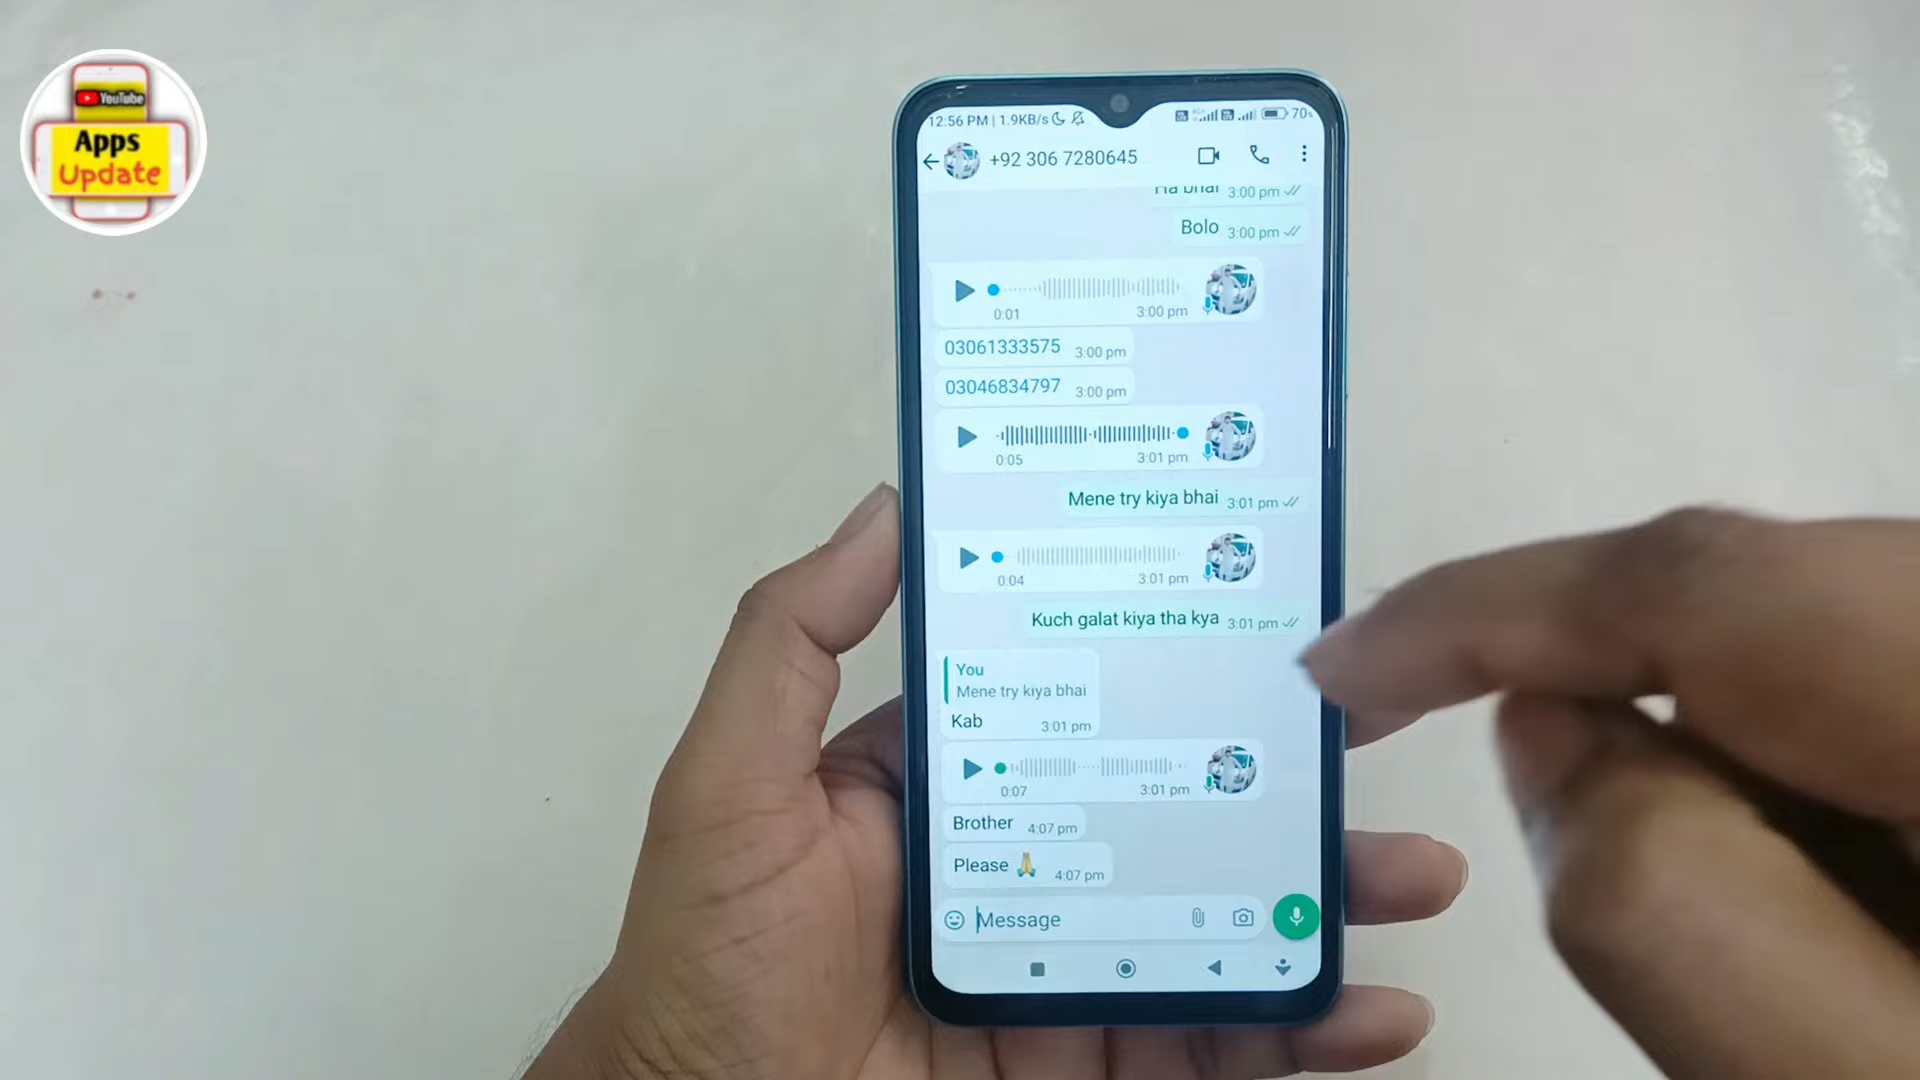 YouTube
Apps
Update
12:56 PM | 1.9KB/s
70%
+92 306 7280645
Ha bhai 3:00 pm
Bolo 3:00 pm
0:01 3:00 pm
03061333575 3:00 pm
03046834797 3:00 pm
0:05 3:01 pm
Mene try kiya bhai 3:01 pm
0:04 3:01 pm
Kuch galat kiya tha kya 3:01 pm
You
Mene try kiya bhai
Kab 3:01 pm
0:07 3:01 pm
Brother 4:07 pm
Please 🙏 4:07 pm
Message